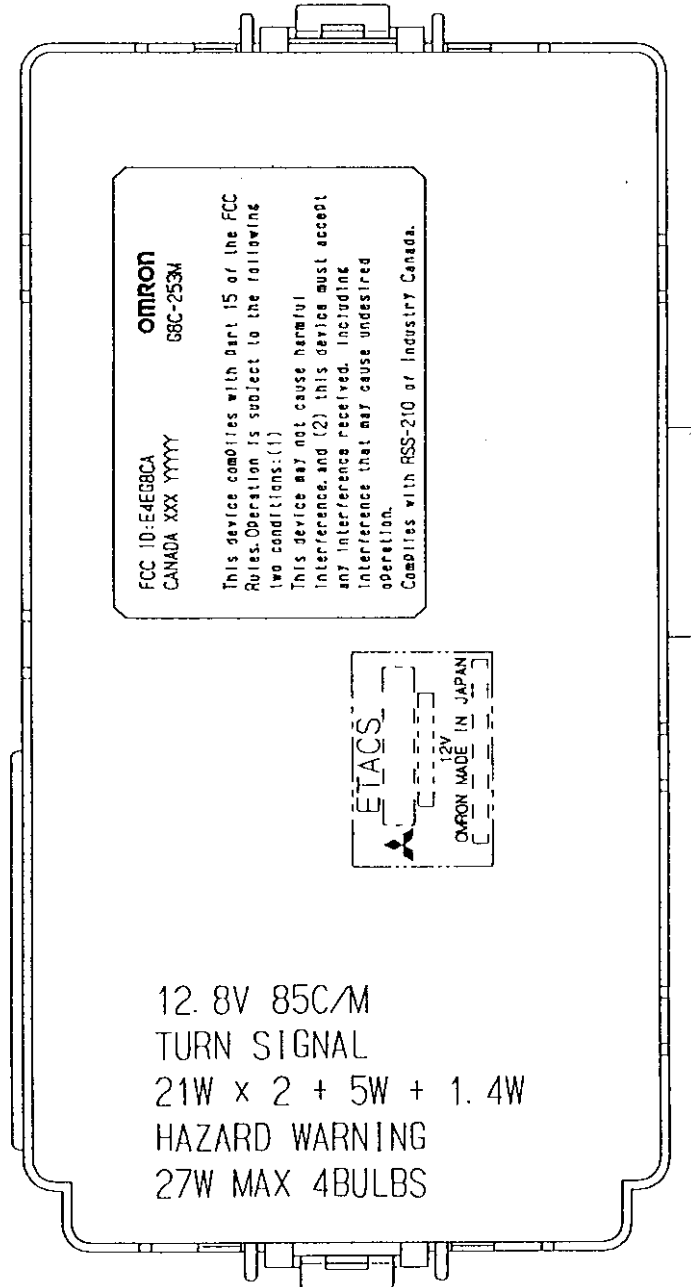 FCC ID:E4EG8CA OMRON
CANADA XXX YYYYY G8C-253M
This device complies with part 15 of the FCC
Rules. Operation is subject to the following
two conditions:(1)
This device may not cause harmful
interference, and (2) this device must accept
any interference received, including
interference that may cause undesired
operation.
Complies with RSS-210 of Industry Canada.
ETACS
12V
OMRON MADE IN JAPAN
12.8V 85C/M
TURN SIGNAL
21W × 2 + 5W + 1.4W
HAZARD WARNING
27W MAX 4BULBS